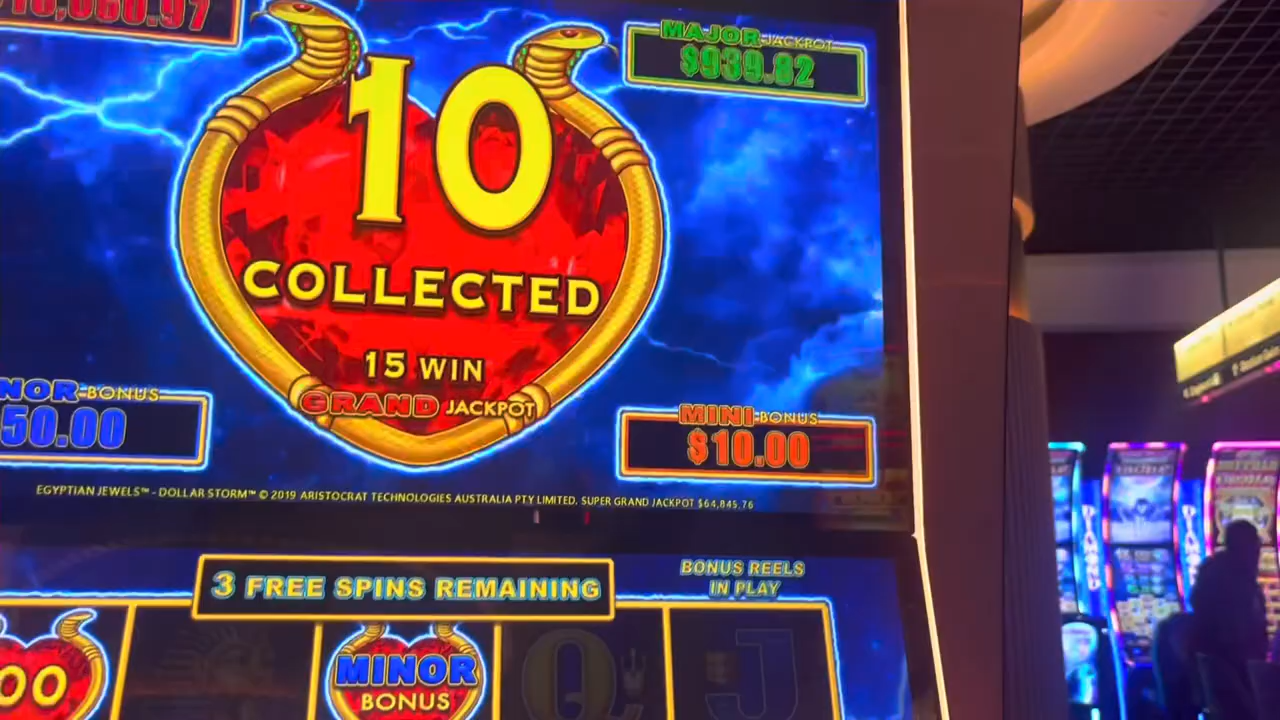 MAJOR JACKPOT
$939.82
10
COLLECTED
15 WIN
GRAND JACKPOT
NOR BONUS
50.00
MINI BONUS
$10.00
EGYPTIAN JEWELS™ - DOLLAR STORM™ © 2019 ARISTOCRAT TECHNOLOGIES AUSTRALIA PTY LIMITED. SUPER GRAND JACKPOT $64,845.76
3 FREE SPINS REMAINING
BONUS REELS
IN PLAY
00
MINOR
BONUS
Q
J
DIAMOND